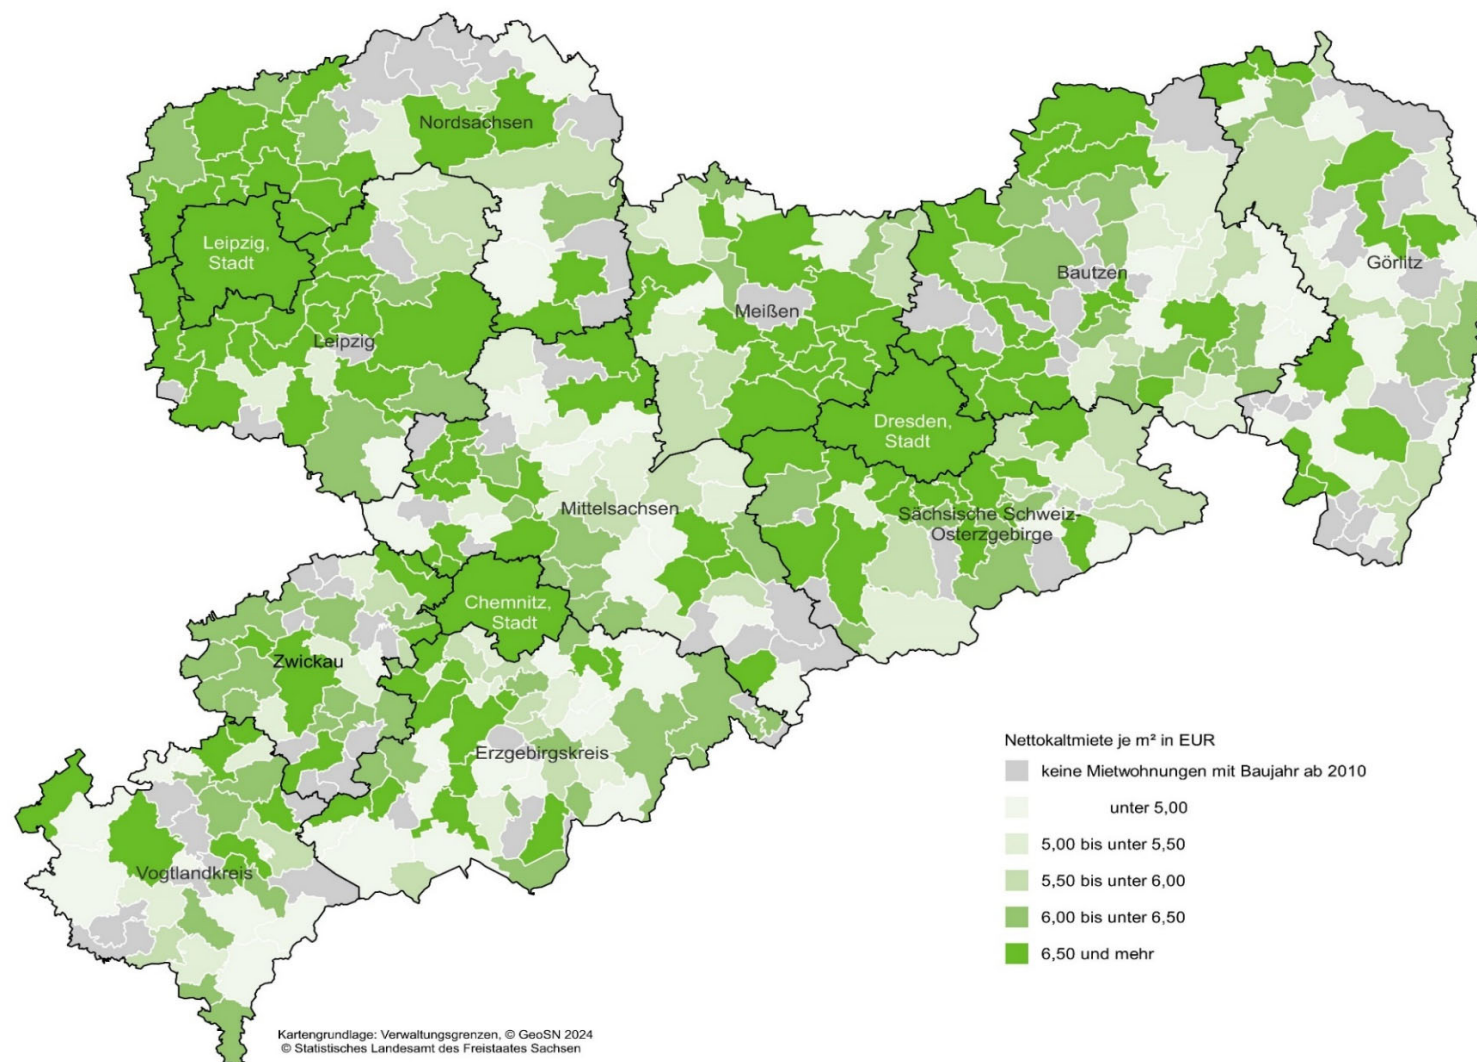 Nordsachsen
Leipzig,
Stadt
Bautzen
Görlitz
Meißen
Leipzig
Dresden,
Stadt
Mittelsachsen
Sächsische Schweiz-
Osterzgebirge
Chemnitz,
Stadt
Zwickau
Erzgebirgskreis
Vogtlandkreis
Nettokaltmiete je m² in EUR
keine Mietwohnungen mit Baujahr ab 2010
unter 5,00
5,00 bis unter 5,50
5,50 bis unter 6,00
6,00 bis unter 6,50
6,50 und mehr
Kartengrundlage: Verwaltungsgrenzen, © GeoSN 2024
© Statistisches Landesamt des Freistaates Sachsen